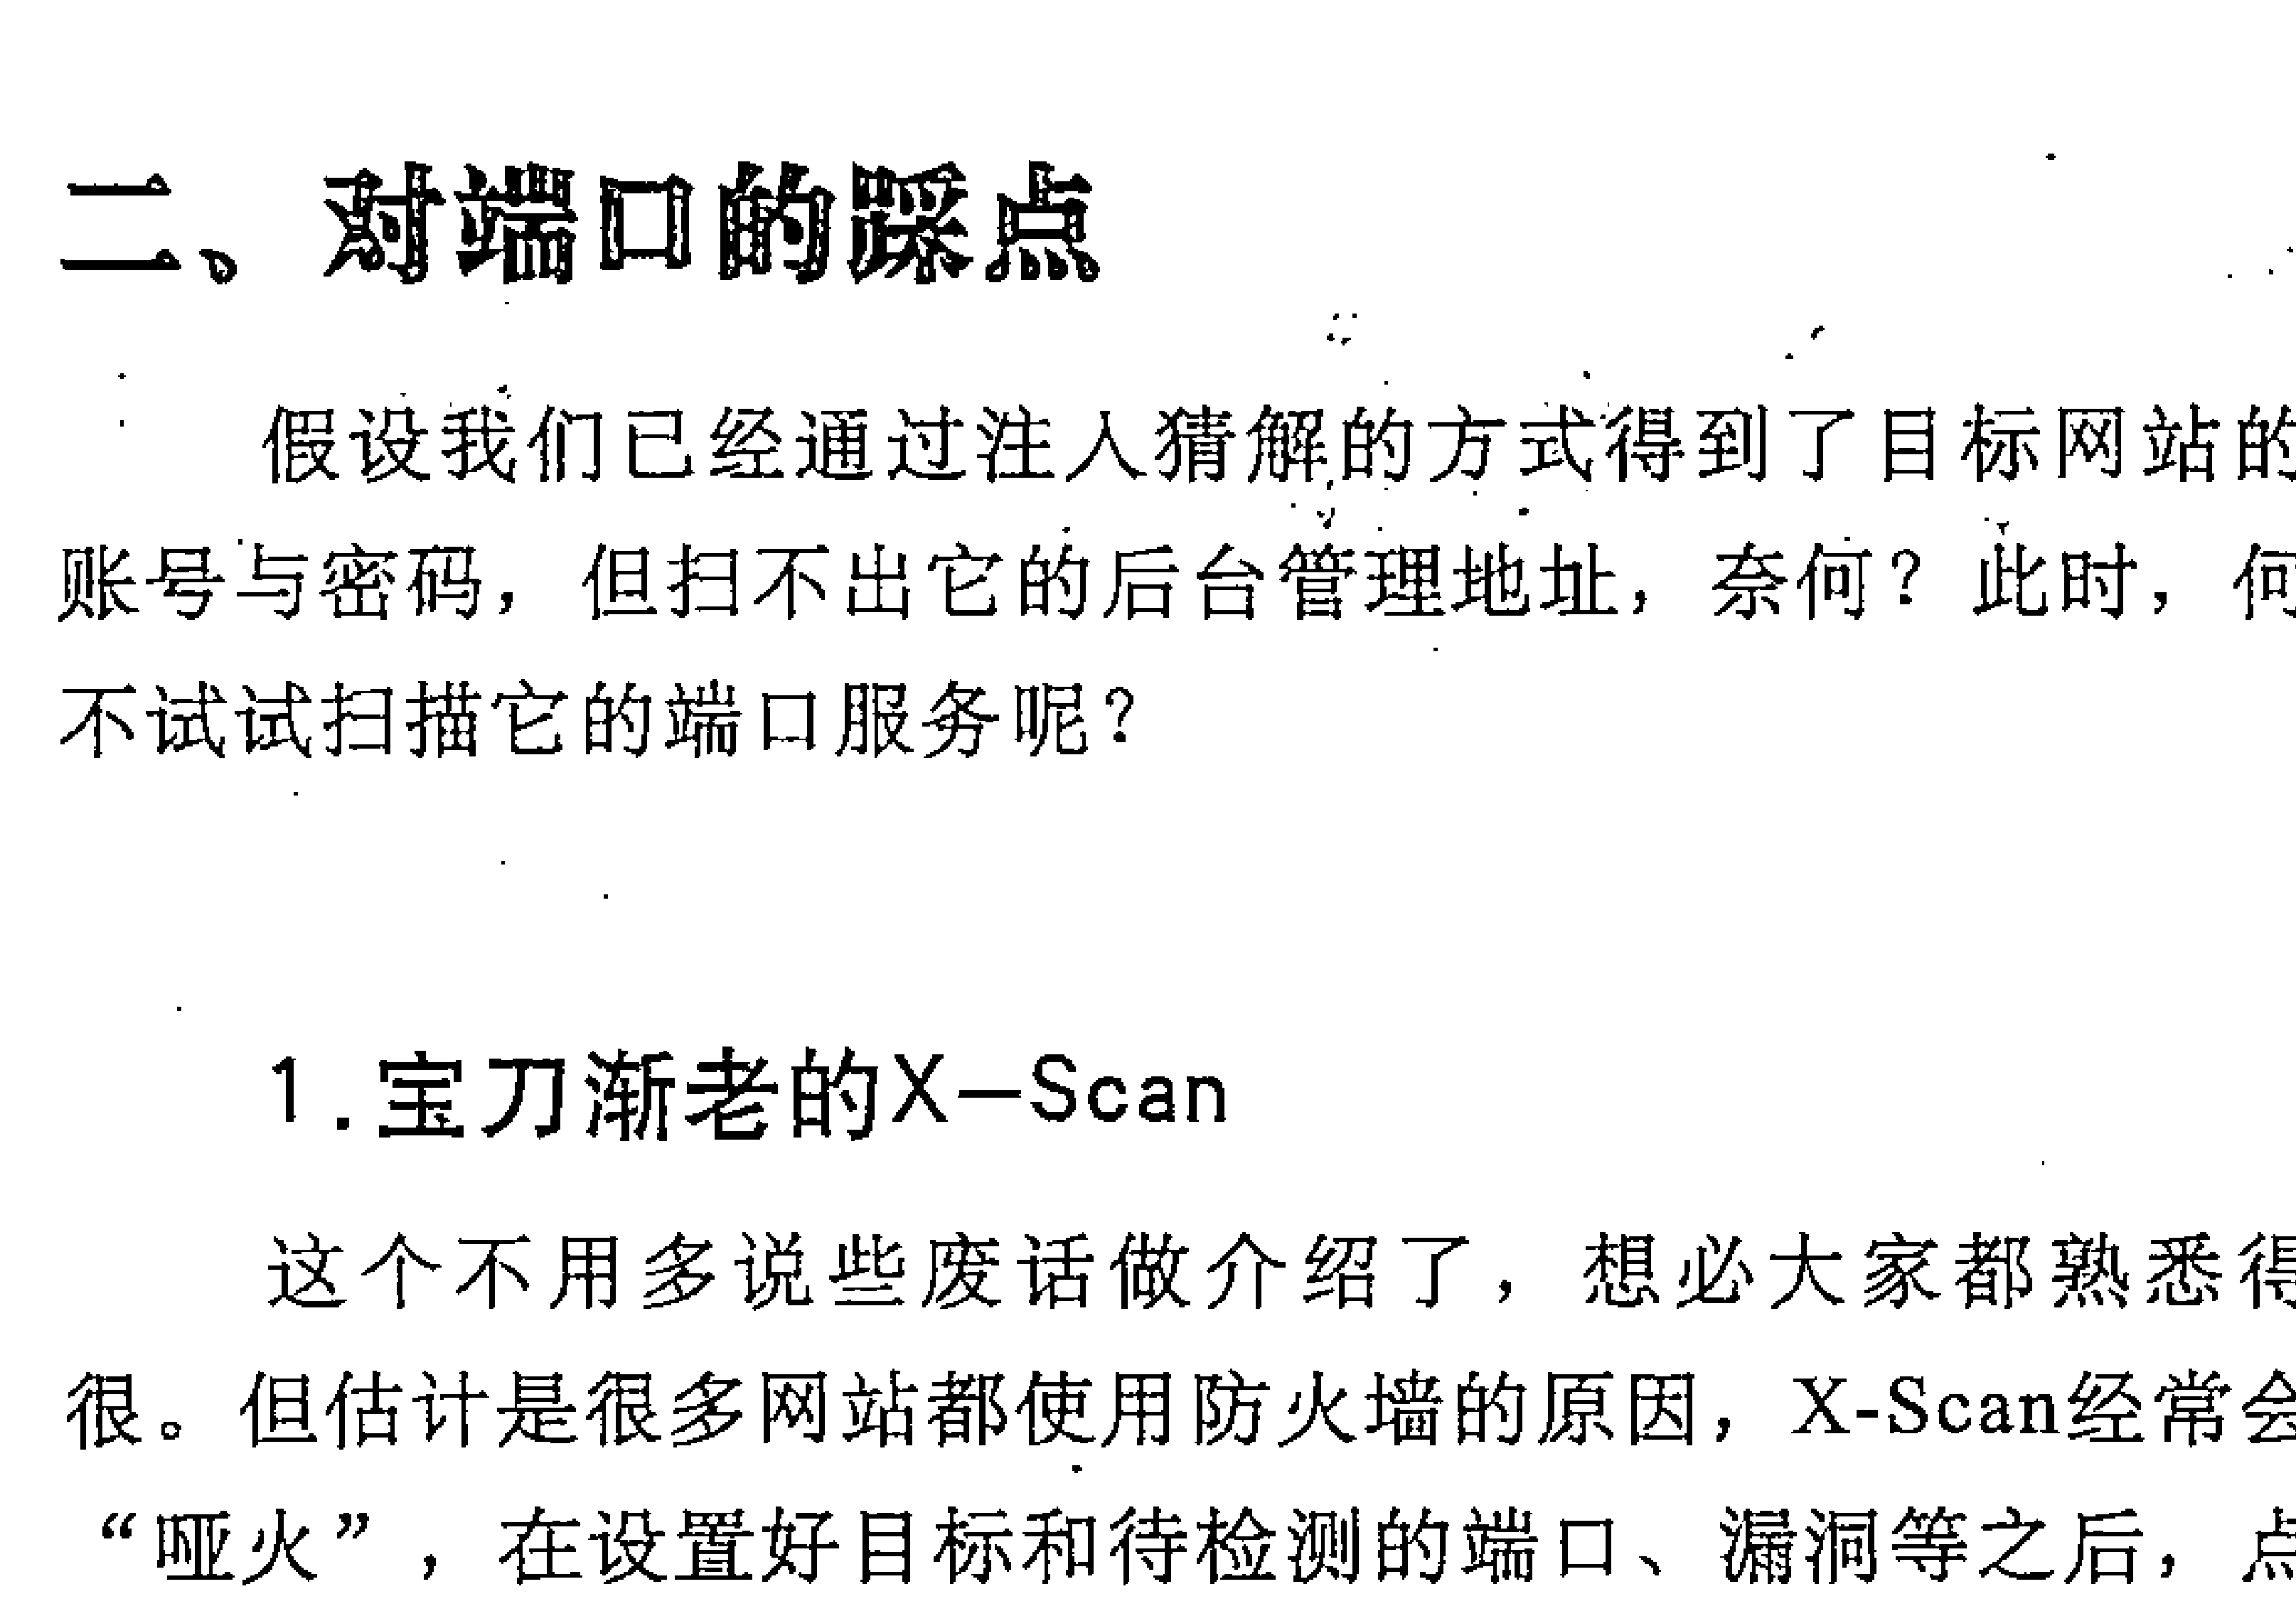 二、对端口的踩点
假设我们已经通过注入猜解的方式得到了目标网站的
账号与密码，但扫不出它的后台管理地址，奈何？此时，何
不试试扫描它的端口服务呢？
1.宝刀渐老的X—Scan
这个不用多说些废话做介绍了，想必大家都熟悉得
很。但估计是很多网站都使用防火墙的原因，X-Scan经常会
“哑火”，在设置好目标和待检测的端口、漏洞等之后，点